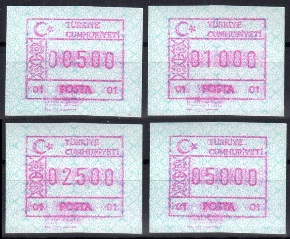 TÜRKİYE
CUMHURİYETİ
00500
01 POSTA 01
TÜRKİYE
CUMHURİYETİ
01000
01 POSTA 01
TÜRKİYE
CUMHURİYETİ
02500
01 POSTA 01
TÜRKİYE
CUMHURİYETİ
05000
01 POSTA 01